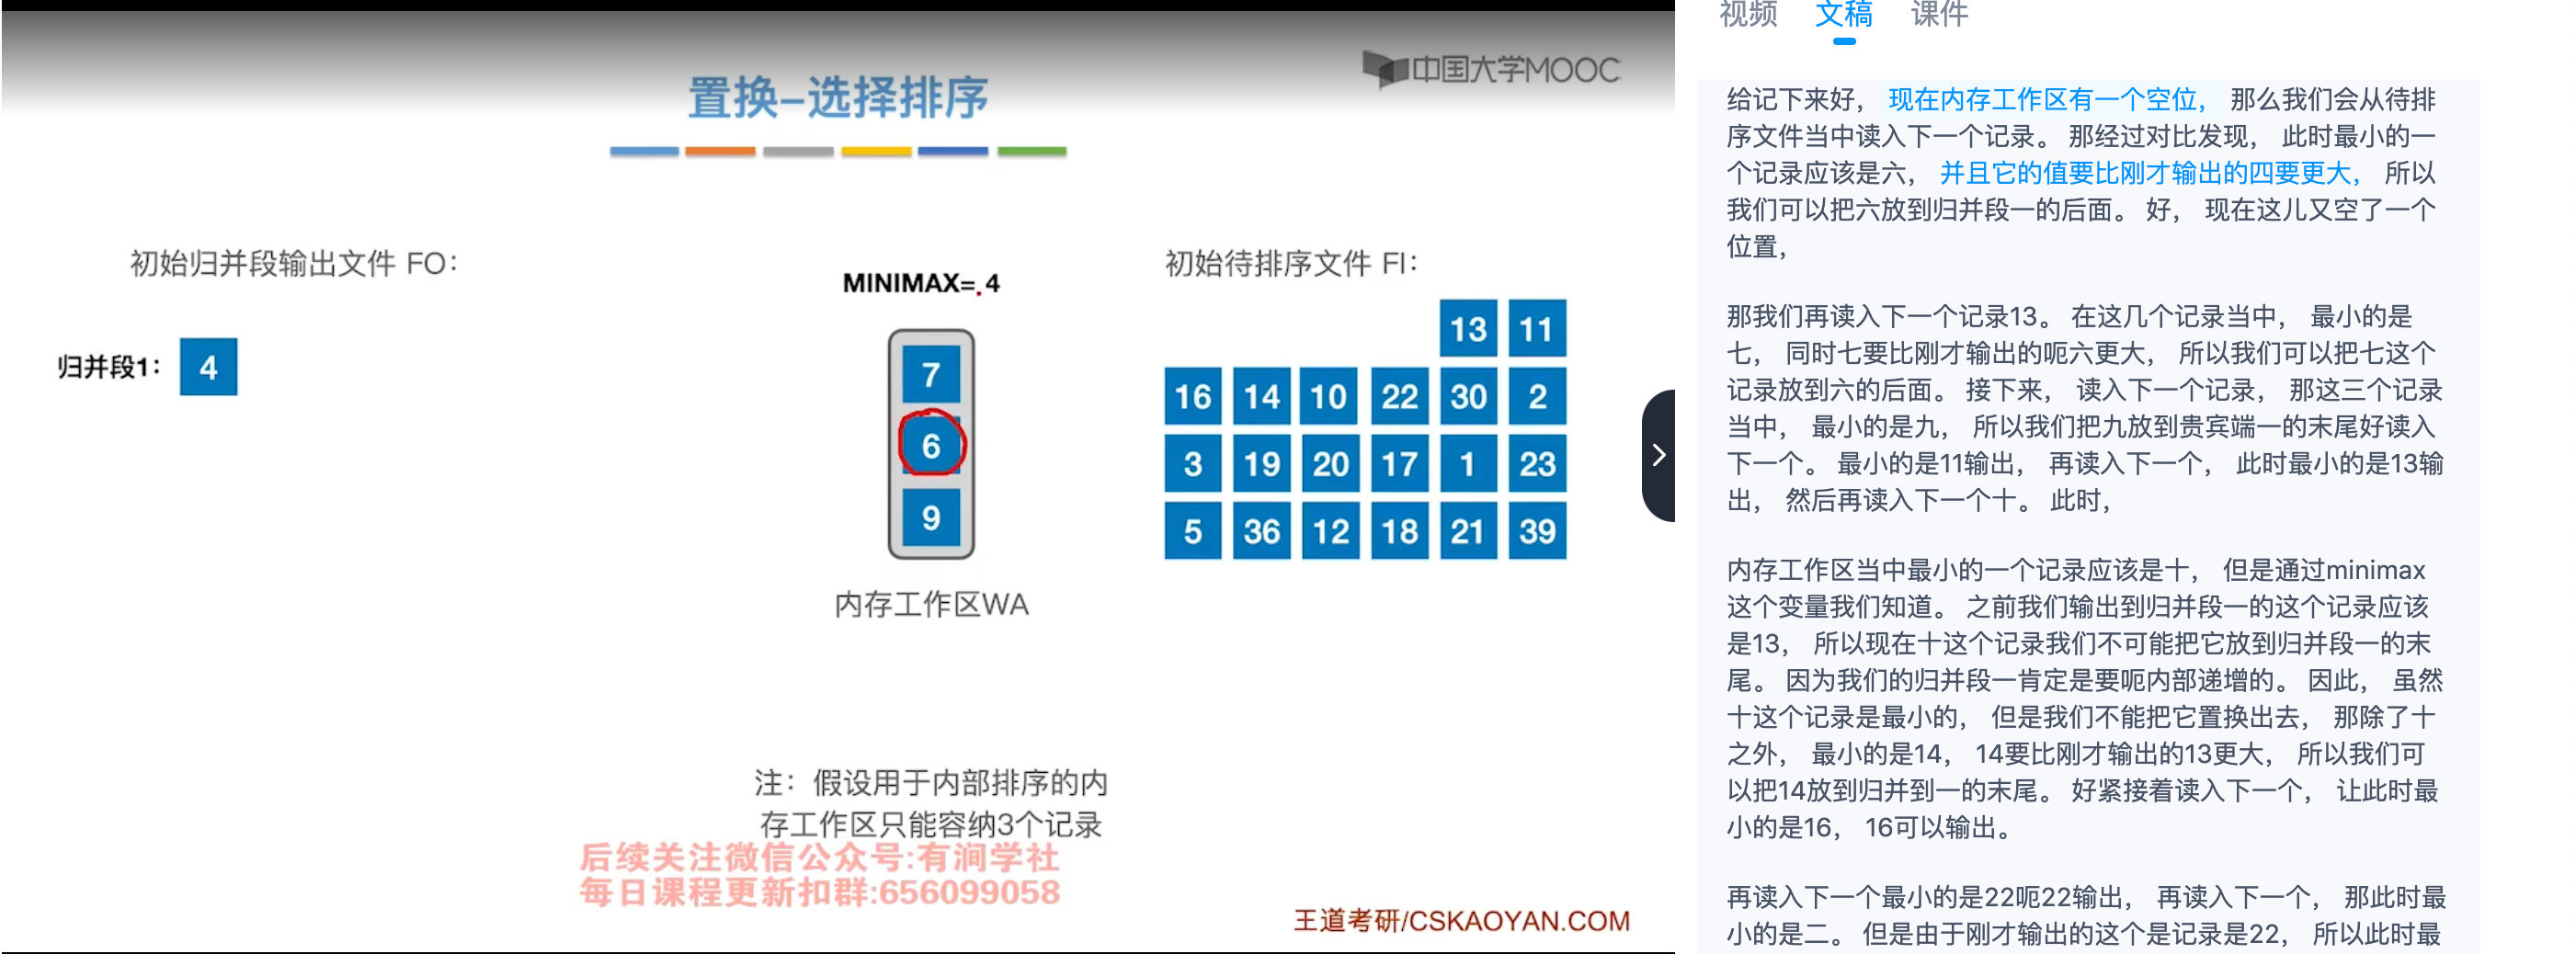 中国大学MOOC
置换-选择排序
初始归并段输出文件 FO:
归并段1:
4
MINIMAX= 4
7
6
9
内存工作区WA
初始待排序文件 FI:
13 11
16 14 10 22 30 2
3 19 20 17 1 23
5 36 12 18 21 39
注：假设用于内部排序的内
存工作区只能容纳3个记录
后续关注微信公众号:有涧学社
每日课程更新扣群:656099058
王道考研/CSKAOYAN.COM
视频 文稿 课件
给记下来好， 现在内存工作区有一个空位， 那么我们会从待排
序文件当中读入下一个记录。 那经过对比发现， 此时最小的一
个记录应该是六， 并且它的值要比刚才输出的四要更大， 所以
我们可以把六放到归并段一的后面。 好， 现在这儿又空了一个
位置，
那我们再读入下一个记录13。 在这几个记录当中， 最小的是
七， 同时七要比刚才输出的呃六更大， 所以我们可以把七这个
记录放到六的后面。 接下来， 读入下一个记录， 那这三个记录
当中， 最小的是九， 所以我们把九放到贵宾端一的末尾好读入
下一个。 最小的是11输出， 再读入下一个， 此时最小的是13输
出， 然后再读入下一个十。 此时，
内存工作区当中最小的一个记录应该是十， 但是通过minimax
这个变量我们知道。 之前我们输出到归并段一的这个记录应该
是13， 所以现在十这个记录我们不可能把它放到归并段一的末
尾。 因为我们的归并段一肯定是要呃内部递增的。 因此， 虽然
十这个记录是最小的， 但是我们不能把它置换出去， 那除了十
之外， 最小的是14， 14要比刚才输出的13更大， 所以我们可
以把14放到归并到一的末尾。 好紧接着读入下一个， 让此时最
小的是16， 16可以输出。
再读入下一个最小的是22呃22输出， 再读入下一个， 那此时最
小的是二。 但是由于刚才输出的这个是记录是22， 所以此时最